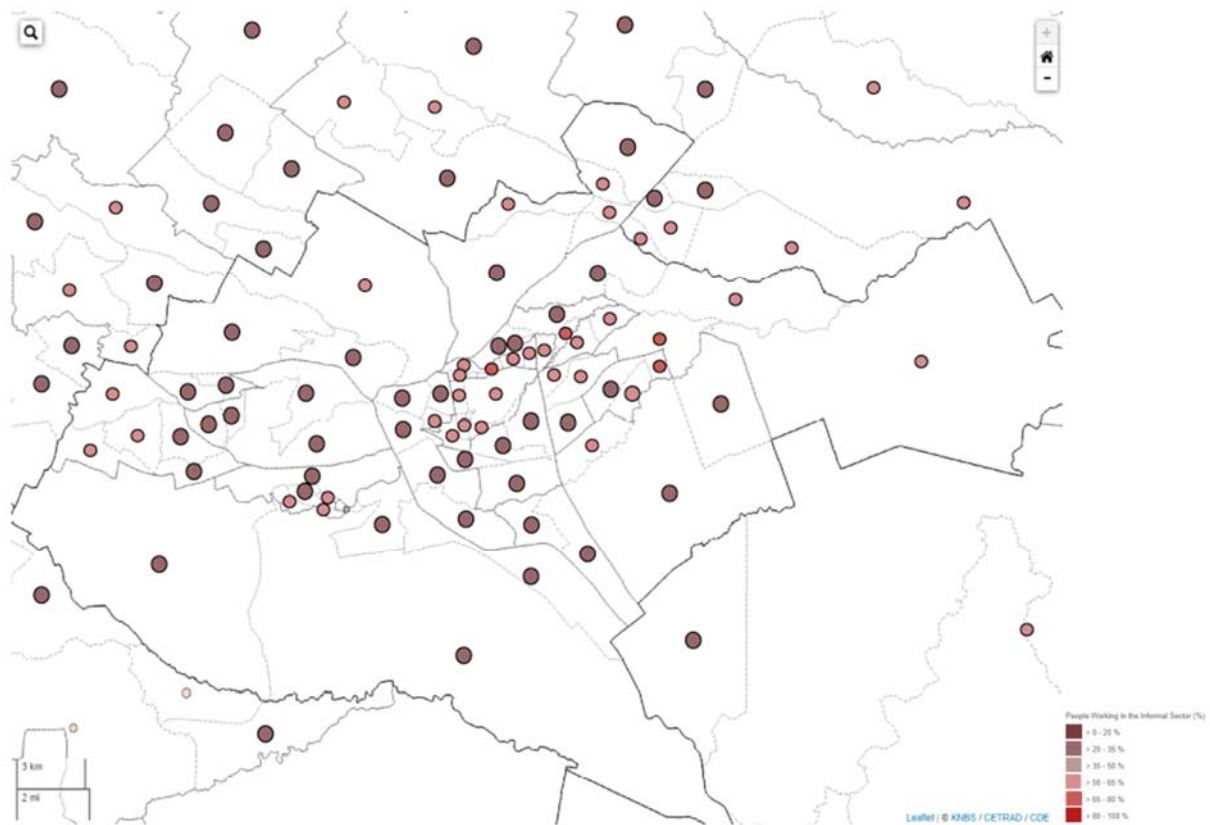 +
-
3 km
2 mi
People Working in the Informal Sector (%)
> 0 - 20 %
> 20 - 35 %
> 35 - 50 %
> 50 - 65 %
> 65 - 80 %
> 80 - 100 %
Leaflet | © KNBS / CETRAD / CDE